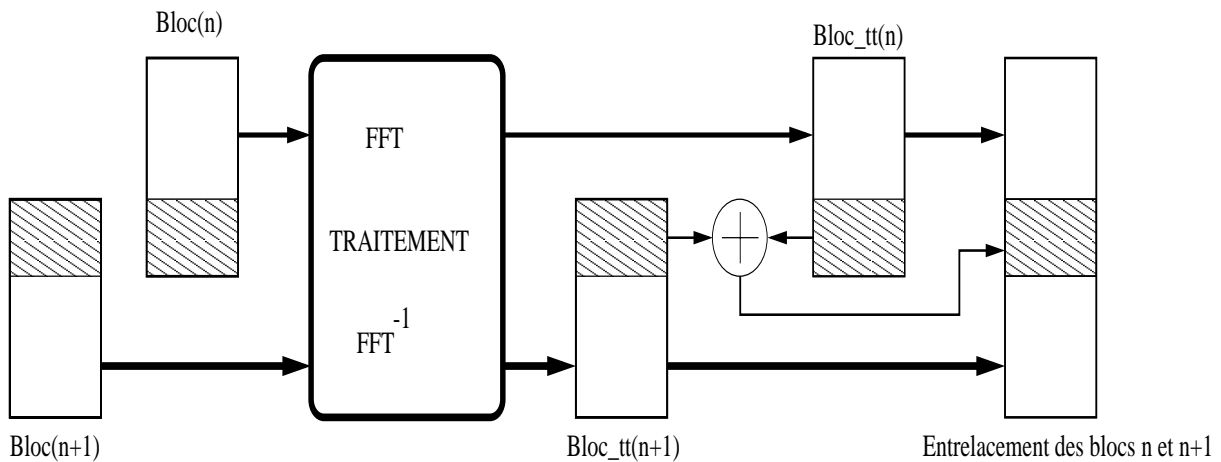 Bloc(n)
Bloc_tt(n)
FFT
TRAITEMENT
FFT-1
Bloc(n+1)
Bloc_tt(n+1)
Entrelacement des blocs n et n+1